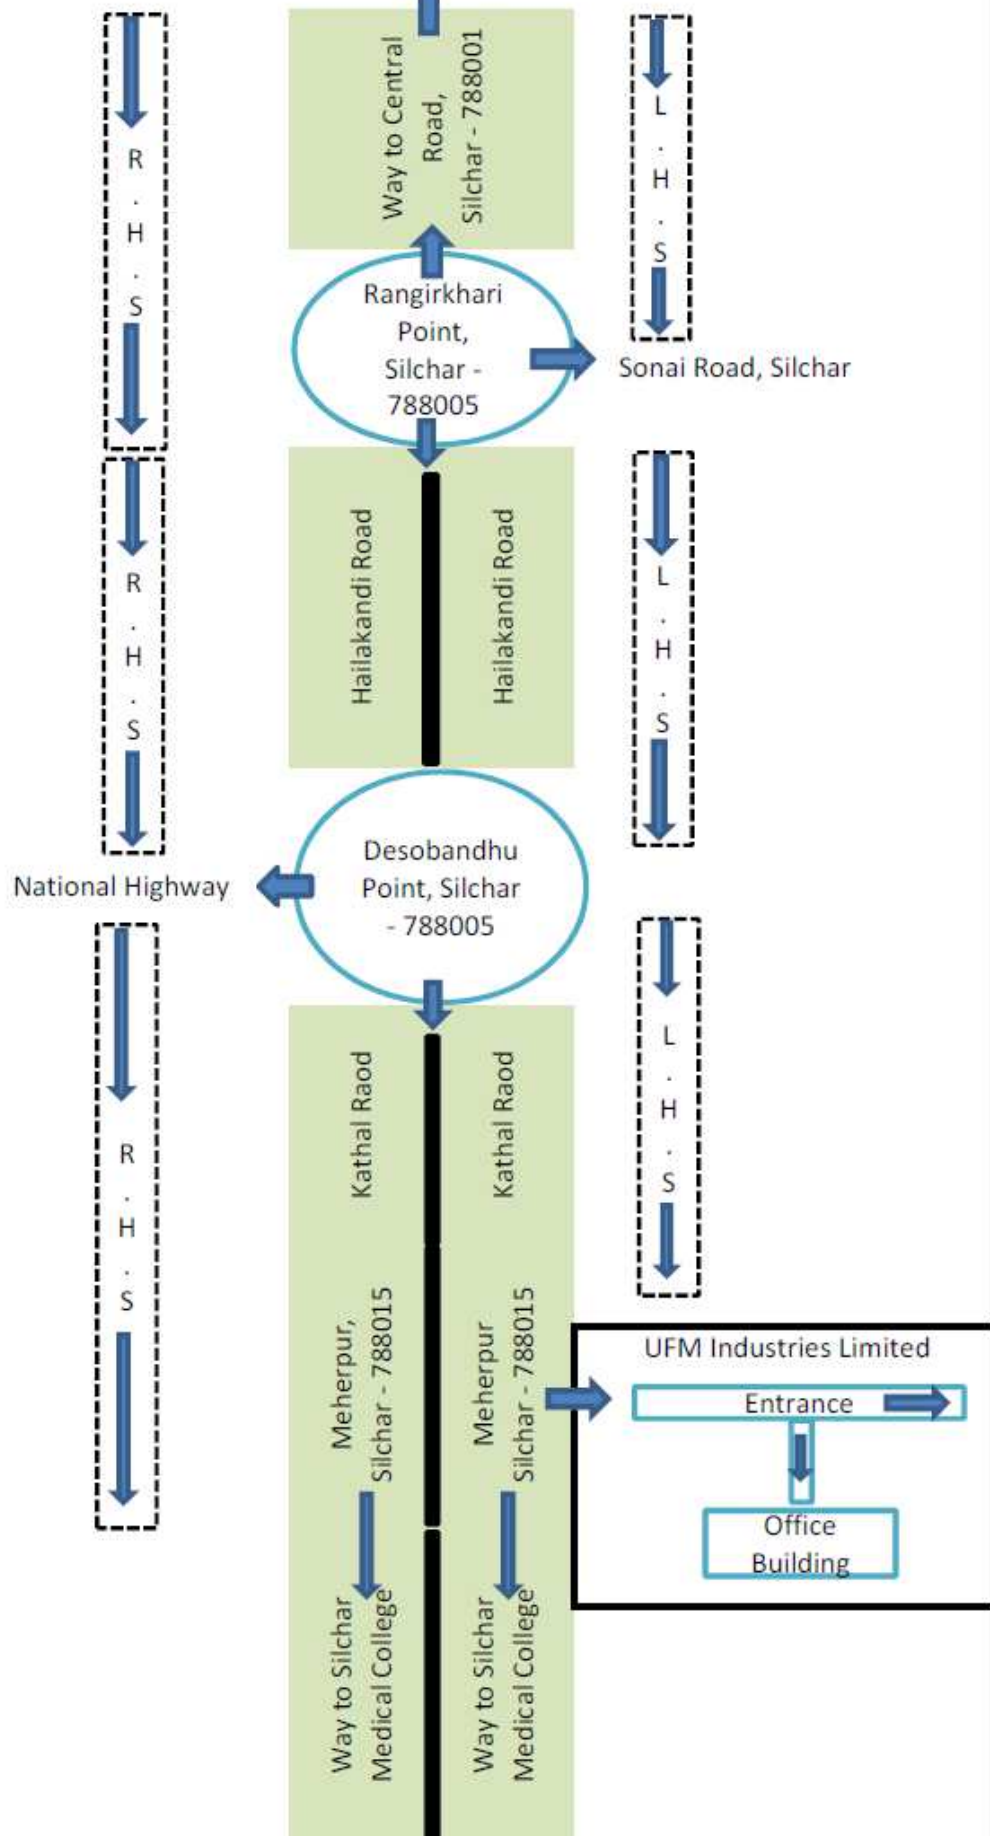 R
.
H
.
S
Way to Central
Road,
Silchar - 788001
L
.
H
.
S
Rangirkhari
Point,
Silchar -
788005
Sonai Road, Silchar
R
.
H
.
S
Hailakandi Road
Hailakandi Road
L
.
H
.
S
Desobandhu
Point, Silchar
- 788005
National Highway
R
.
H
.
S
Kathal Raod
Kathal Raod
L
.
H
.
S
Meherpur,
Silchar - 788015
Meherpur
Silchar - 788015
UFM Industries Limited
Entrance
Office
Building
Way to Silchar
Medical College
Way to Silchar
Medical College